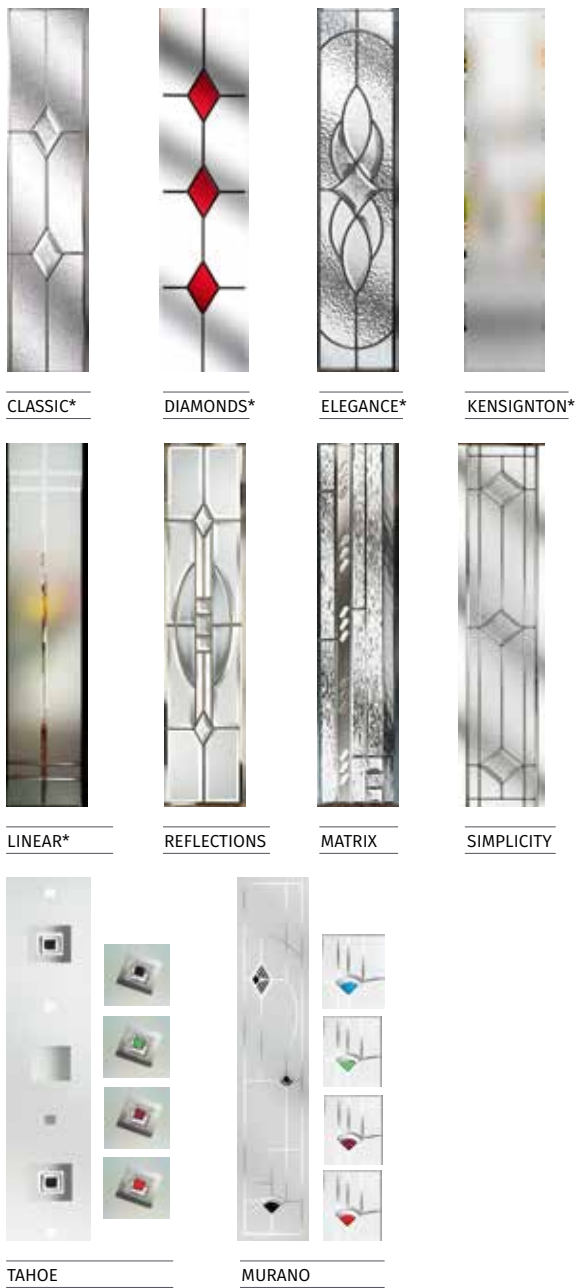 CLASSIC*
DIAMONDS*
ELEGANCE*
KENSIGNTON*
LINEAR*
REFLECTIONS
MATRIX
SIMPLICITY
TAHOE
MURANO